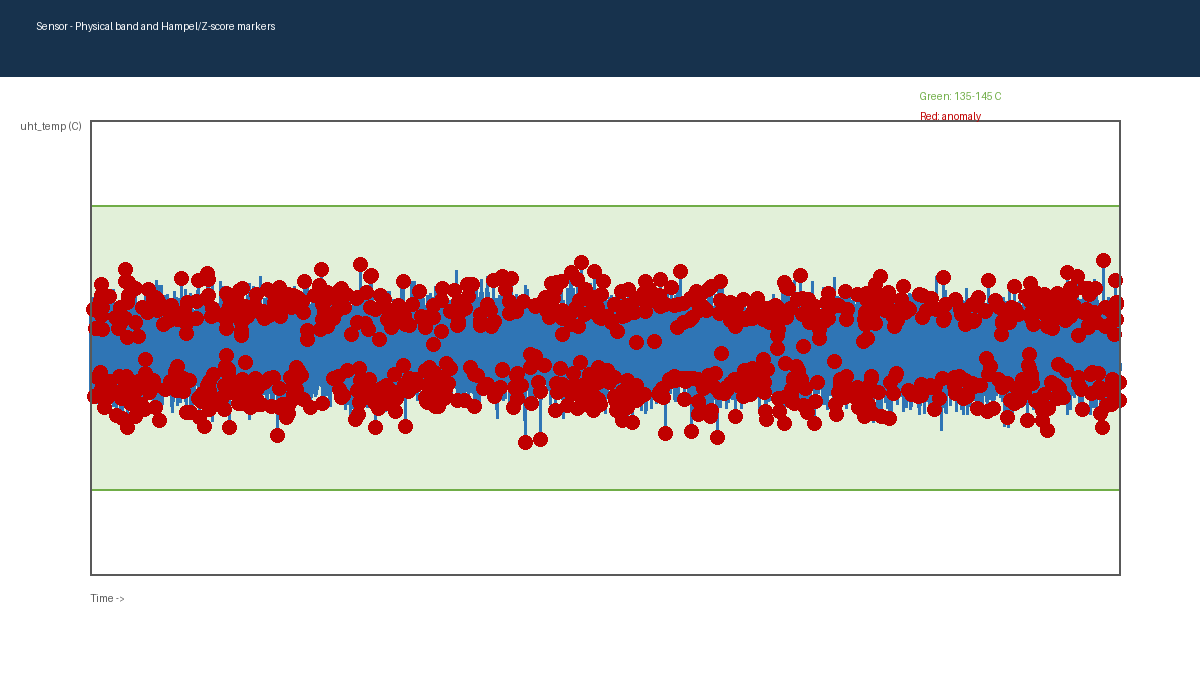 Sensor - Physical band and Hampel/Z-score markers
Green: 135-145 C
Red: anomaly
uht_temp (C)
Time ->